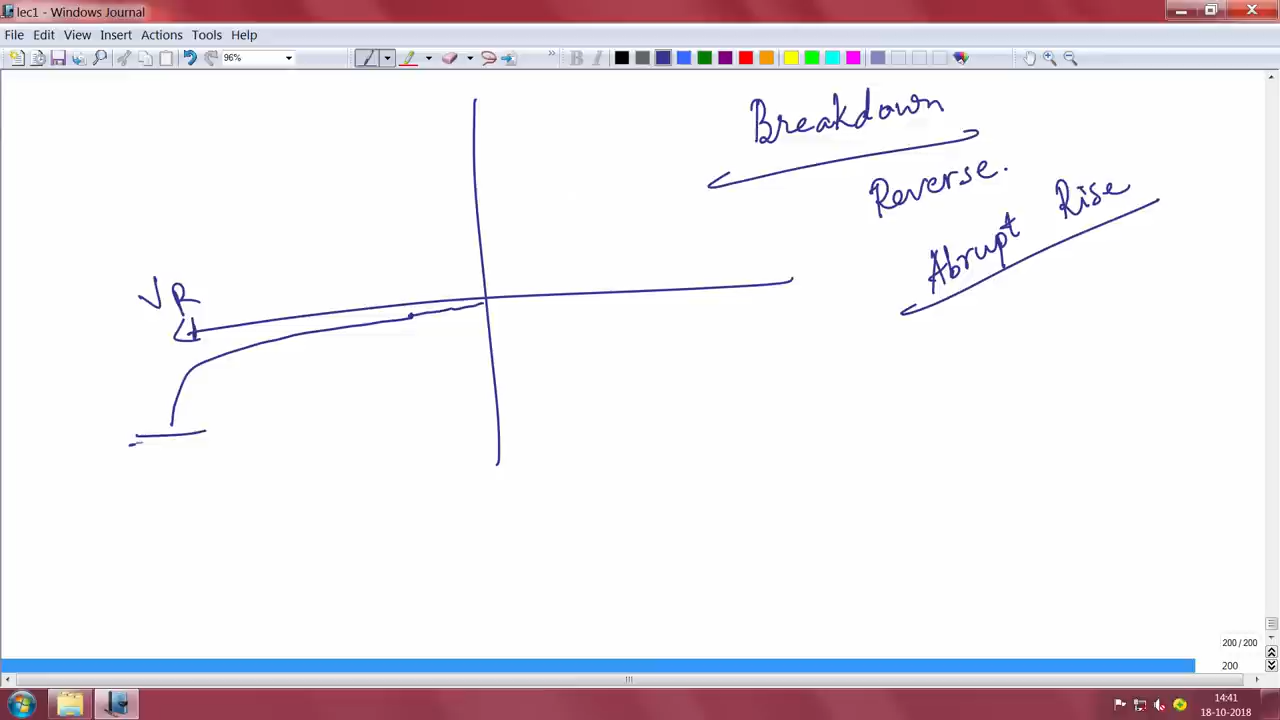 lec1 - Windows Journal
File Edit View Insert Actions Tools Help
96%
Breakdown
Reverse.
Abrupt Rise
VR
200 / 200
200
14:41
18-10-2018